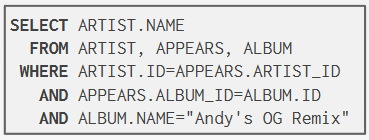 SELECT ARTIST.NAME
FROM ARTIST, APPEARS, ALBUM
WHERE ARTIST.ID=APPEARS.ARTIST_ID
AND APPEARS.ALBUM_ID=ALBUM.ID
AND ALBUM.NAME="Andy's OG Remix"